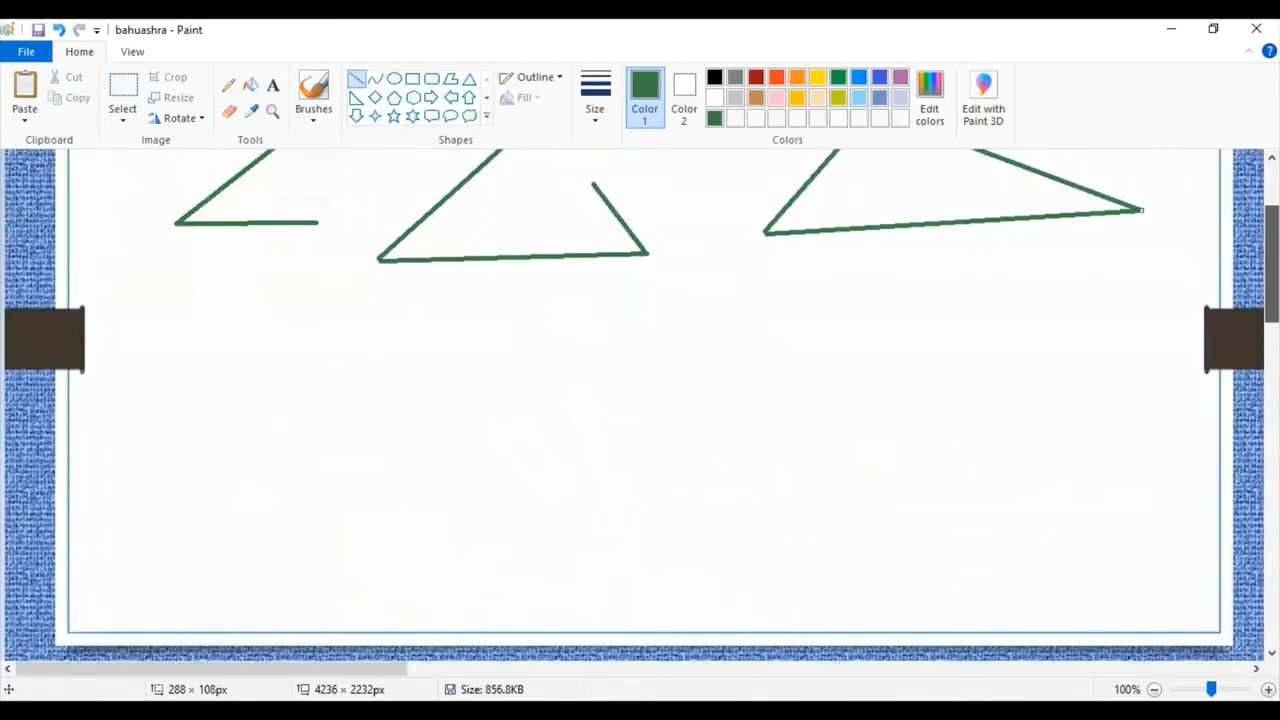 bahuashra - Paint
File Home View
Paste Cut Copy Select Crop Resize Rotate Brushes Outline Fill Size Color 1 Color 2 Edit colors Edit with Paint 3D
Clipboard Image Tools Shapes Colors
288 × 108px 4236 × 2232px Size: 856.8KB 100%